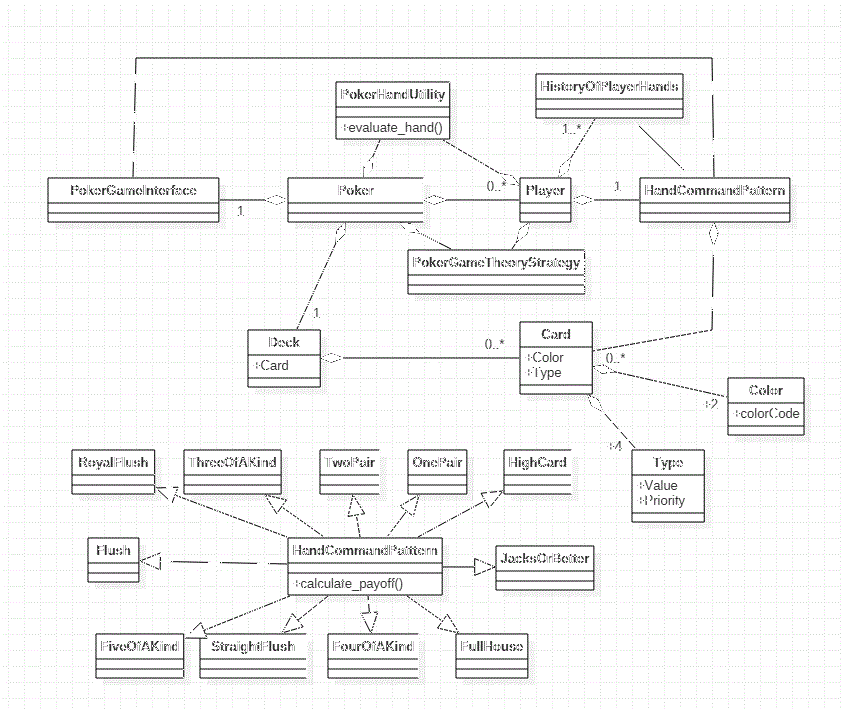 PokerHandUtility
+evaluate_hand()
HistoryOfPlayerHands
1..*
PokerGameInterface
1
Poker
0..*
Player
1
HandCommandPattern
PokerGameTheoryStrategy
1
Deck
+Card
0..*
Card
+Color
+Type
0..*
+2
Color
+colorCode
+4
Type
+Value
+Priority
RoyalFlush
ThreeOfAKind
TwoPair
OnePair
HighCard
Flush
HandCommandPatttern
+calculate_payoff()
JacksOrBetter
FiveOfAKind
StraightFlush
FourOfAKind
FullHouse